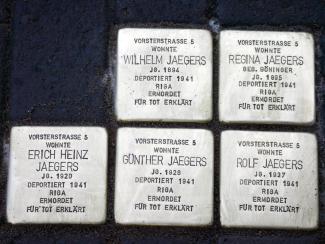 VORSTERSTRASSE 5
WOHNTE
WILHELM JAEGERS
JG. 1894
DEPORTIERT 1941
RIGA
ERMORDET
FÜR TOT ERKLÄRT
VORSTERSTRASSE 5
WOHNTE
REGINA JAEGERS
GEB. GÖNINGER
JG. 1895
DEPORTIERT 1941
RIGA
ERMORDET
FÜR TOT ERKLÄRT
VORSTERSTRASSE 5
WOHNTE
ERICH HEINZ
JAEGERS
JG. 1920
DEPORTIERT 1941
RIGA
ERMORDET
FÜR TOT ERKLÄRT
VORSTERSTRASSE 5
WOHNTE
GÜNTHER JAEGERS
JG. 1928
DEPORTIERT 1941
RIGA
ERMORDET
FÜR TOT ERKLÄRT
VORSTERSTRASSE 5
WOHNTE
ROLF JAEGERS
JG. 1937
DEPORTIERT 1941
RIGA
ERMORDET
FÜR TOT ERKLÄRT